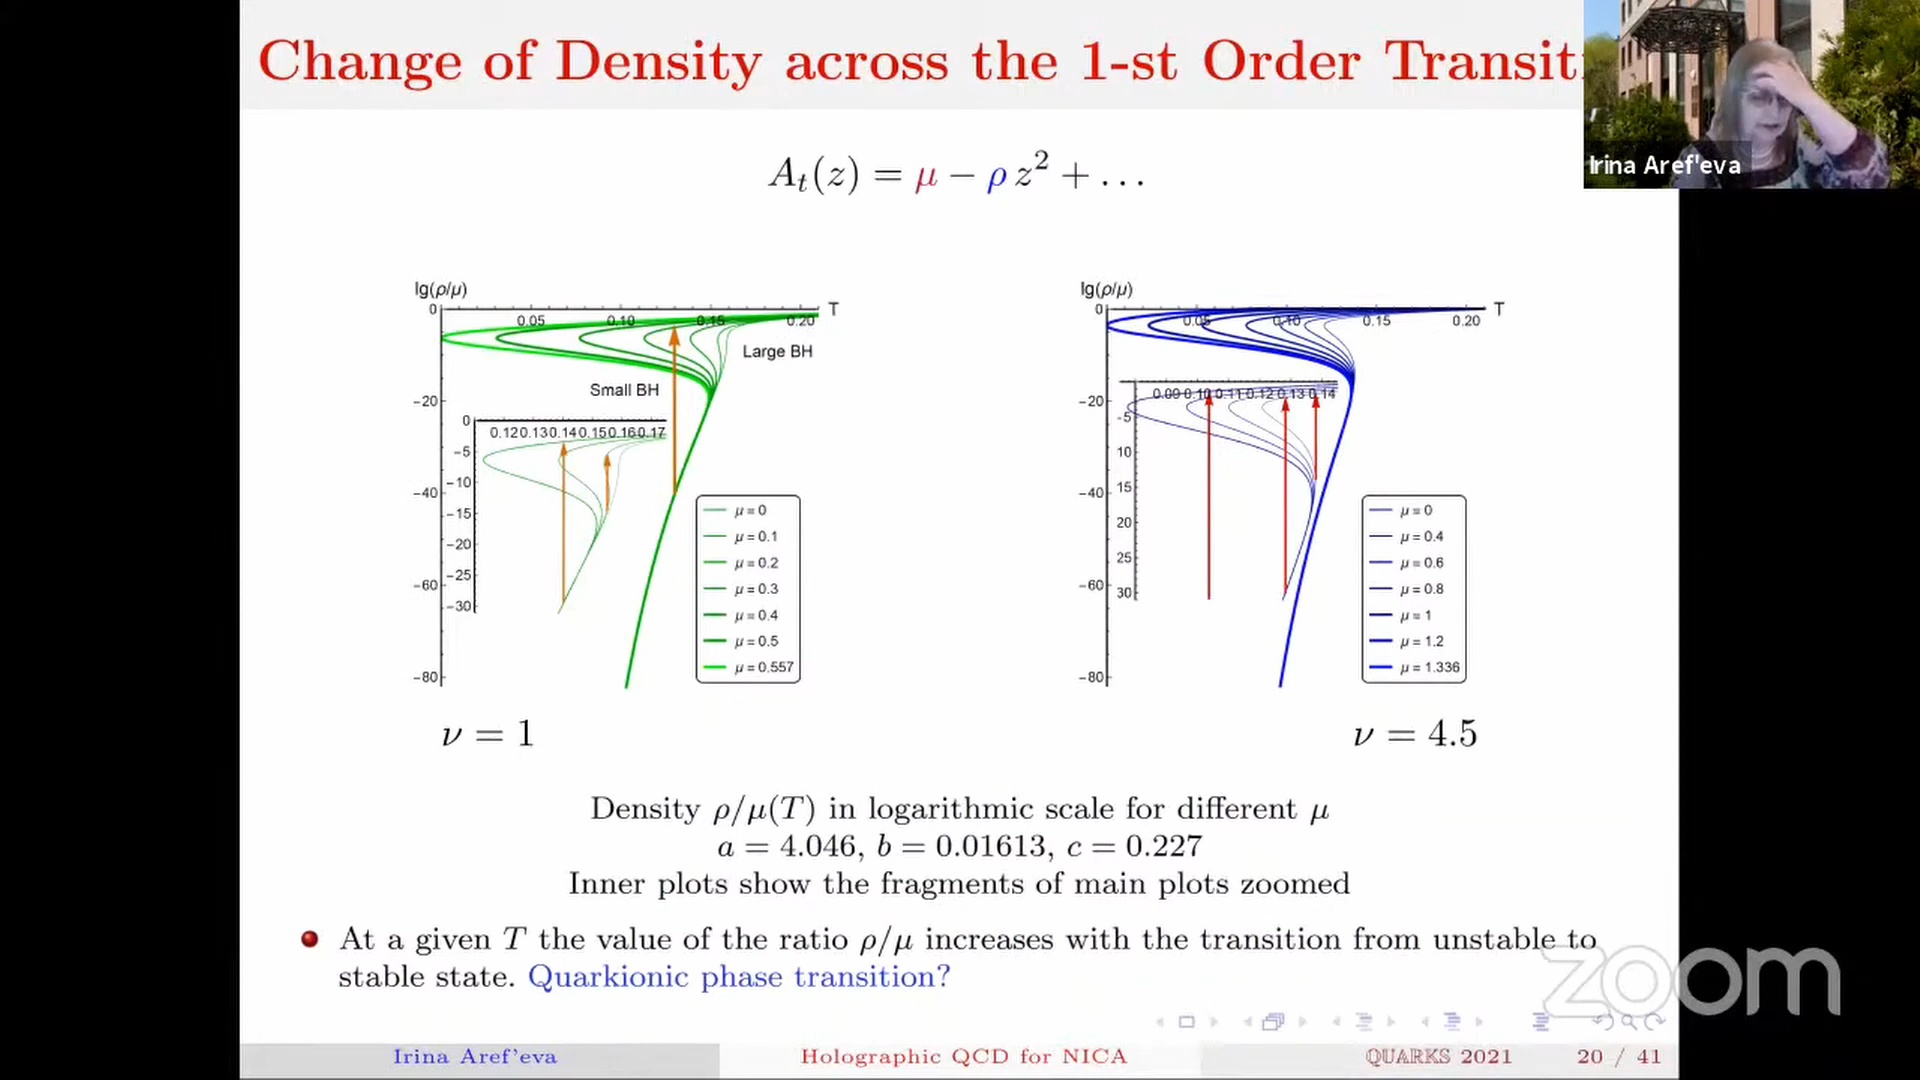 Change of Density across the 1-st Order Transiti
Irina Aref'eva
A_t(z) = μ − ρ z² + …
lg(ρ/μ)
0
0.05
0.10
0.15
0.20
T
Large BH
Small BH
−20
−40
−60
−80
0
0.12 0.13 0.14 0.15 0.16 0.17
−5
−10
−15
−20
−25
−30
μ = 0
μ = 0.1
μ = 0.2
μ = 0.3
μ = 0.4
μ = 0.5
μ = 0.557
ν = 1
lg(ρ/μ)
0
0.05
0.10
0.15
0.20
T
−20
−40
−60
−80
0.09 0.10 0.11 0.12 0.13 0.14
-5
10
15
20
25
30
μ = 0
μ = 0.4
μ = 0.6
μ = 0.8
μ = 1
μ = 1.2
μ = 1.336
ν = 4.5
Density ρ/μ(T) in logarithmic scale for different μ
a = 4.046, b = 0.01613, c = 0.227
Inner plots show the fragments of main plots zoomed
At a given T the value of the ratio ρ/μ increases with the transition from unstable to
stable state. Quarkionic phase transition?
zoom
Irina Aref'eva
Holographic QCD for NICA
QUARKS 2021
20 / 41